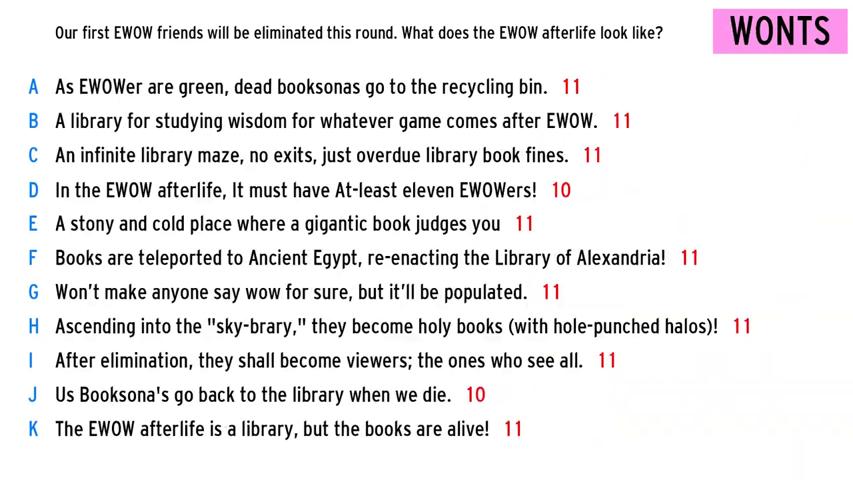 Our first EWOW friends will be eliminated this round. What does the EWOW afterlife look like?
WONTS
A As EWOWer are green, dead booksonas go to the recycling bin. 11
B A library for studying wisdom for whatever game comes after EWOW. 11
C An infinite library maze, no exits, just overdue library book fines. 11
D In the EWOW afterlife, It must have At-least eleven EWOWers! 10
E A stony and cold place where a gigantic book judges you 11
F Books are teleported to Ancient Egypt, re-enacting the Library of Alexandria! 11
G Won't make anyone say wow for sure, but it'll be populated. 11
H Ascending into the "sky-brary," they become holy books (with hole-punched halos)! 11
I After elimination, they shall become viewers; the ones who see all. 11
J Us Booksona's go back to the library when we die. 10
K The EWOW afterlife is a library, but the books are alive! 11